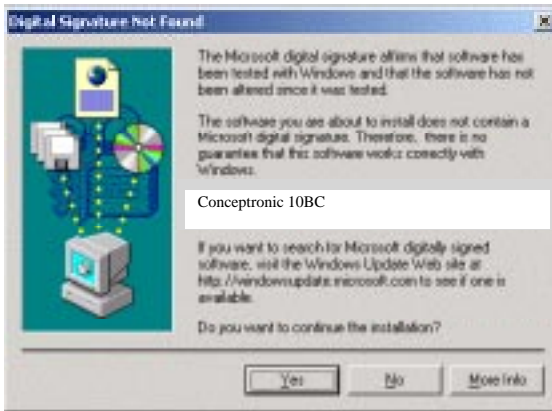 Digital Signature Not Found
The Microsoft digital signature affirms that software has
been tested with Windows and that the software has not
been altered since it was tested.
The software you are about to install does not contain a
Microsoft digital signature. Therefore, there is no
guarantee that this software works correctly with
Windows.
Conceptronic 10BC
If you want to search for Microsoft digitally signed
software, visit the Windows Update Web site at
http://windowsupdate.microsoft.com to see if one is
available.
Do you want to continue the installation?
Yes
No
More Info